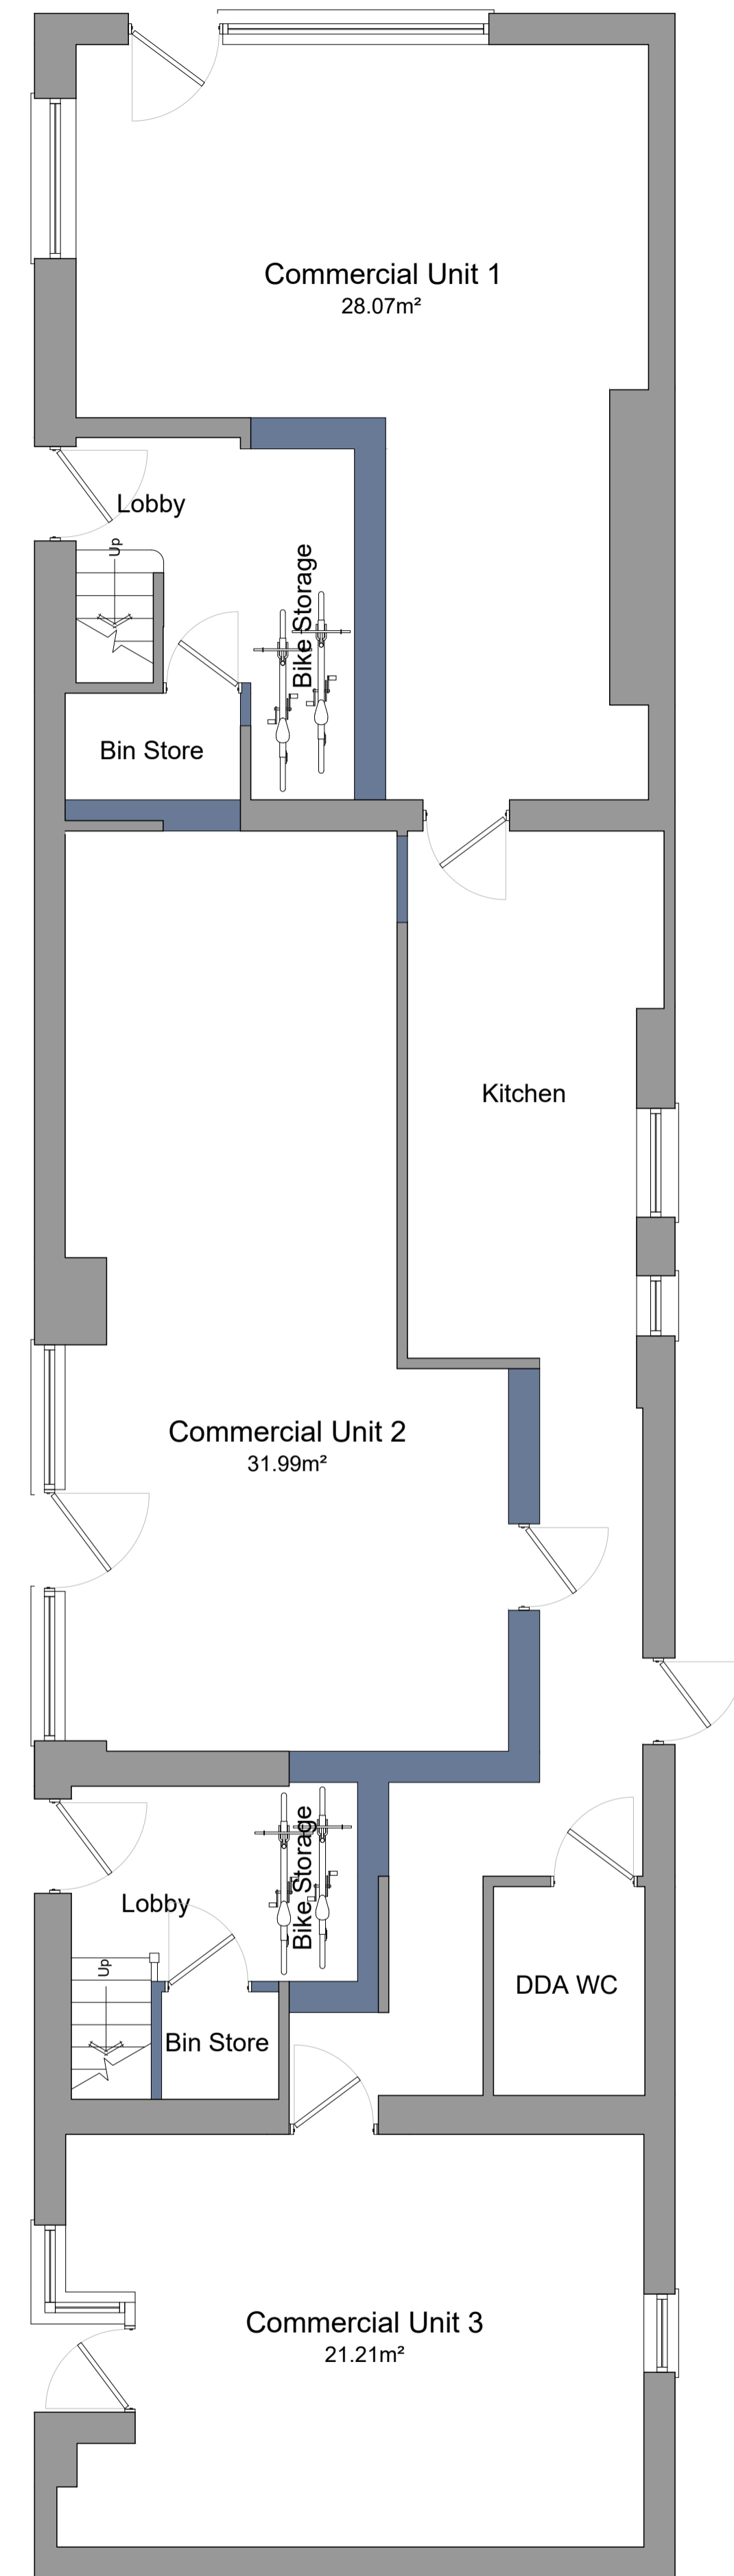 Commercial Unit 1
28.07m²
Lobby
Up
Bike Storage
Bin Store
Kitchen
Commercial Unit 2
31.99m²
Bike Storage
Lobby
Up
DDA WC
Bin Store
Commercial Unit 3
21.21m²